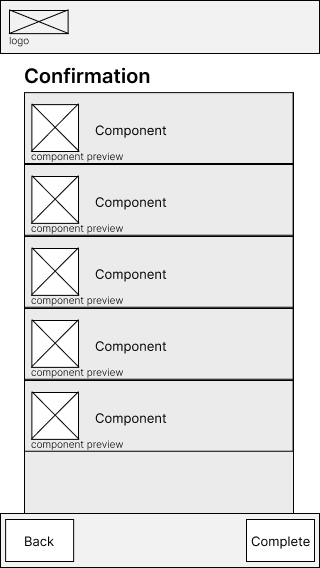 logo
Confirmation
Component
component preview
Component
component preview
Component
component preview
Component
component preview
Component
component preview
Back
Complete